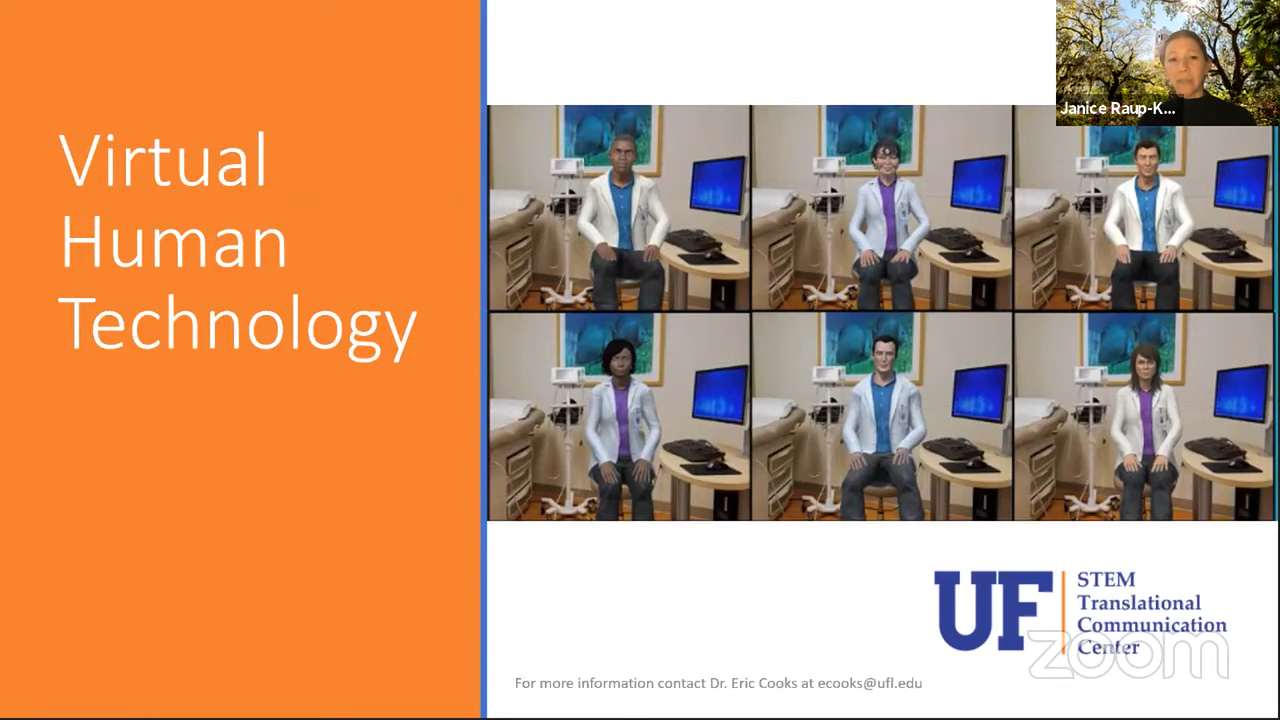 Virtual
Human
Technology
Janice Raup-K...
UF
STEM
Translational
Communication
Center
zoom
For more information contact Dr. Eric Cooks at ecooks@ufl.edu